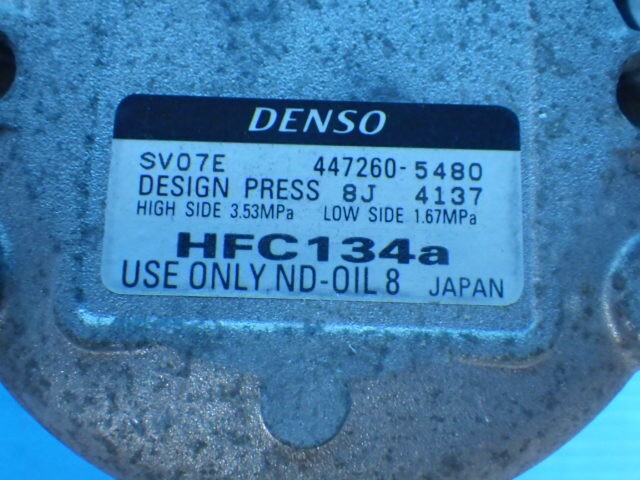 DENSO
SV07E 447260-5480
DESIGN PRESS 8J 4137
HIGH SIDE 3.53MPa LOW SIDE 1.67MPa
HFC134a
USE ONLY ND-OIL 8 JAPAN